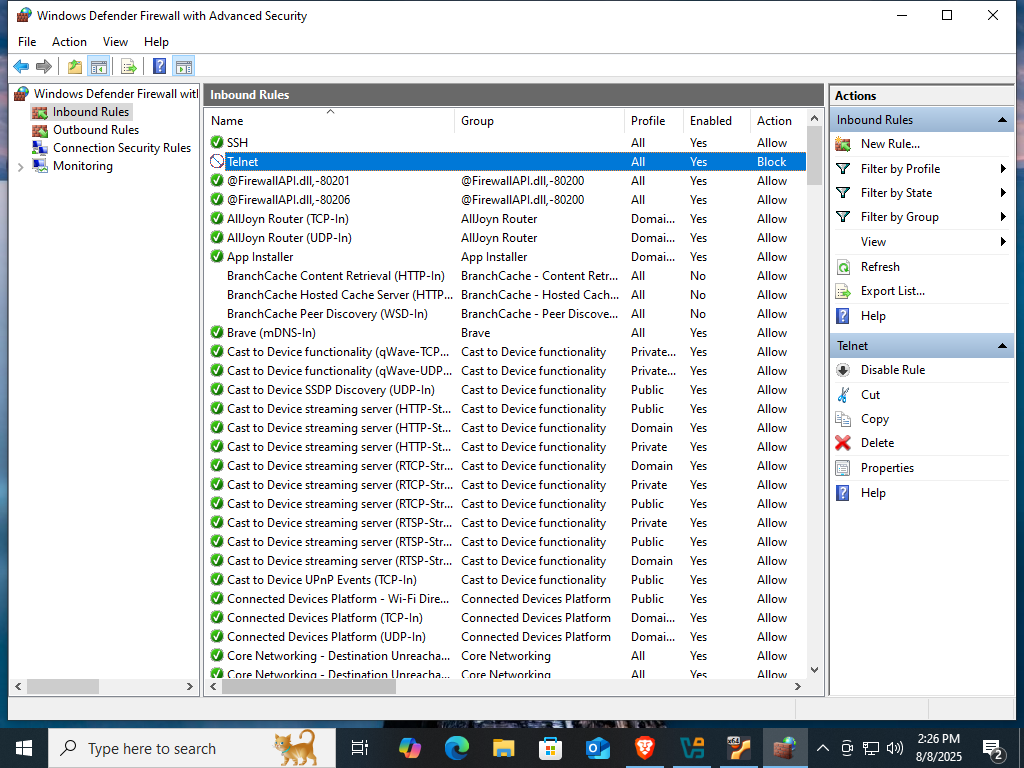 Windows Defender Firewall with Advanced Security
File Action View Help
Windows Defender Firewall wit
Inbound Rules
Outbound Rules
Connection Security Rules
Monitoring
Inbound Rules
Name Group Profile Enabled Action
SSH All Yes Allow
Telnet All Yes Block
@FirewallAPI.dll,-80201 @FirewallAPI.dll,-80200 All Yes Allow
@FirewallAPI.dll,-80206 @FirewallAPI.dll,-80200 All Yes Allow
AllJoyn Router (TCP-In) AllJoyn Router Domai... Yes Allow
AllJoyn Router (UDP-In) AllJoyn Router Domai... Yes Allow
App Installer App Installer Domai... Yes Allow
BranchCache Content Retrieval (HTTP-In) BranchCache - Content Retr... All No Allow
BranchCache Hosted Cache Server (HTTP... BranchCache - Hosted Cach... All No Allow
BranchCache Peer Discovery (WSD-In) BranchCache - Peer Discove... All No Allow
Brave (mDNS-In) Brave All Yes Allow
Cast to Device functionality (qWave-TCP... Cast to Device functionality Private... Yes Allow
Cast to Device functionality (qWave-UDP... Cast to Device functionality Private... Yes Allow
Cast to Device SSDP Discovery (UDP-In) Cast to Device functionality Public Yes Allow
Cast to Device streaming server (HTTP-St... Cast to Device functionality Public Yes Allow
Cast to Device streaming server (HTTP-St... Cast to Device functionality Domain Yes Allow
Cast to Device streaming server (HTTP-St... Cast to Device functionality Private Yes Allow
Cast to Device streaming server (RTCP-Str... Cast to Device functionality Domain Yes Allow
Cast to Device streaming server (RTCP-Str... Cast to Device functionality Private Yes Allow
Cast to Device streaming server (RTCP-Str... Cast to Device functionality Public Yes Allow
Cast to Device streaming server (RTSP-Str... Cast to Device functionality Private Yes Allow
Cast to Device streaming server (RTSP-Str... Cast to Device functionality Public Yes Allow
Cast to Device streaming server (RTSP-Str... Cast to Device functionality Domain Yes Allow
Cast to Device UPnP Events (TCP-In) Cast to Device functionality Public Yes Allow
Connected Devices Platform - Wi-Fi Dire... Connected Devices Platform Public Yes Allow
Connected Devices Platform (TCP-In) Connected Devices Platform Domai... Yes Allow
Connected Devices Platform (UDP-In) Connected Devices Platform Domai... Yes Allow
Core Networking - Destination Unreacha... Core Networking All Yes Allow
Core Networking - Destination Unreacha... Core Networking All Yes Allow
Actions
Inbound Rules
New Rule...
Filter by Profile
Filter by State
Filter by Group
View
Refresh
Export List...
Help
Telnet
Disable Rule
Cut
Copy
Delete
Properties
Help
Type here to search
2:26 PM
8/8/2025
2